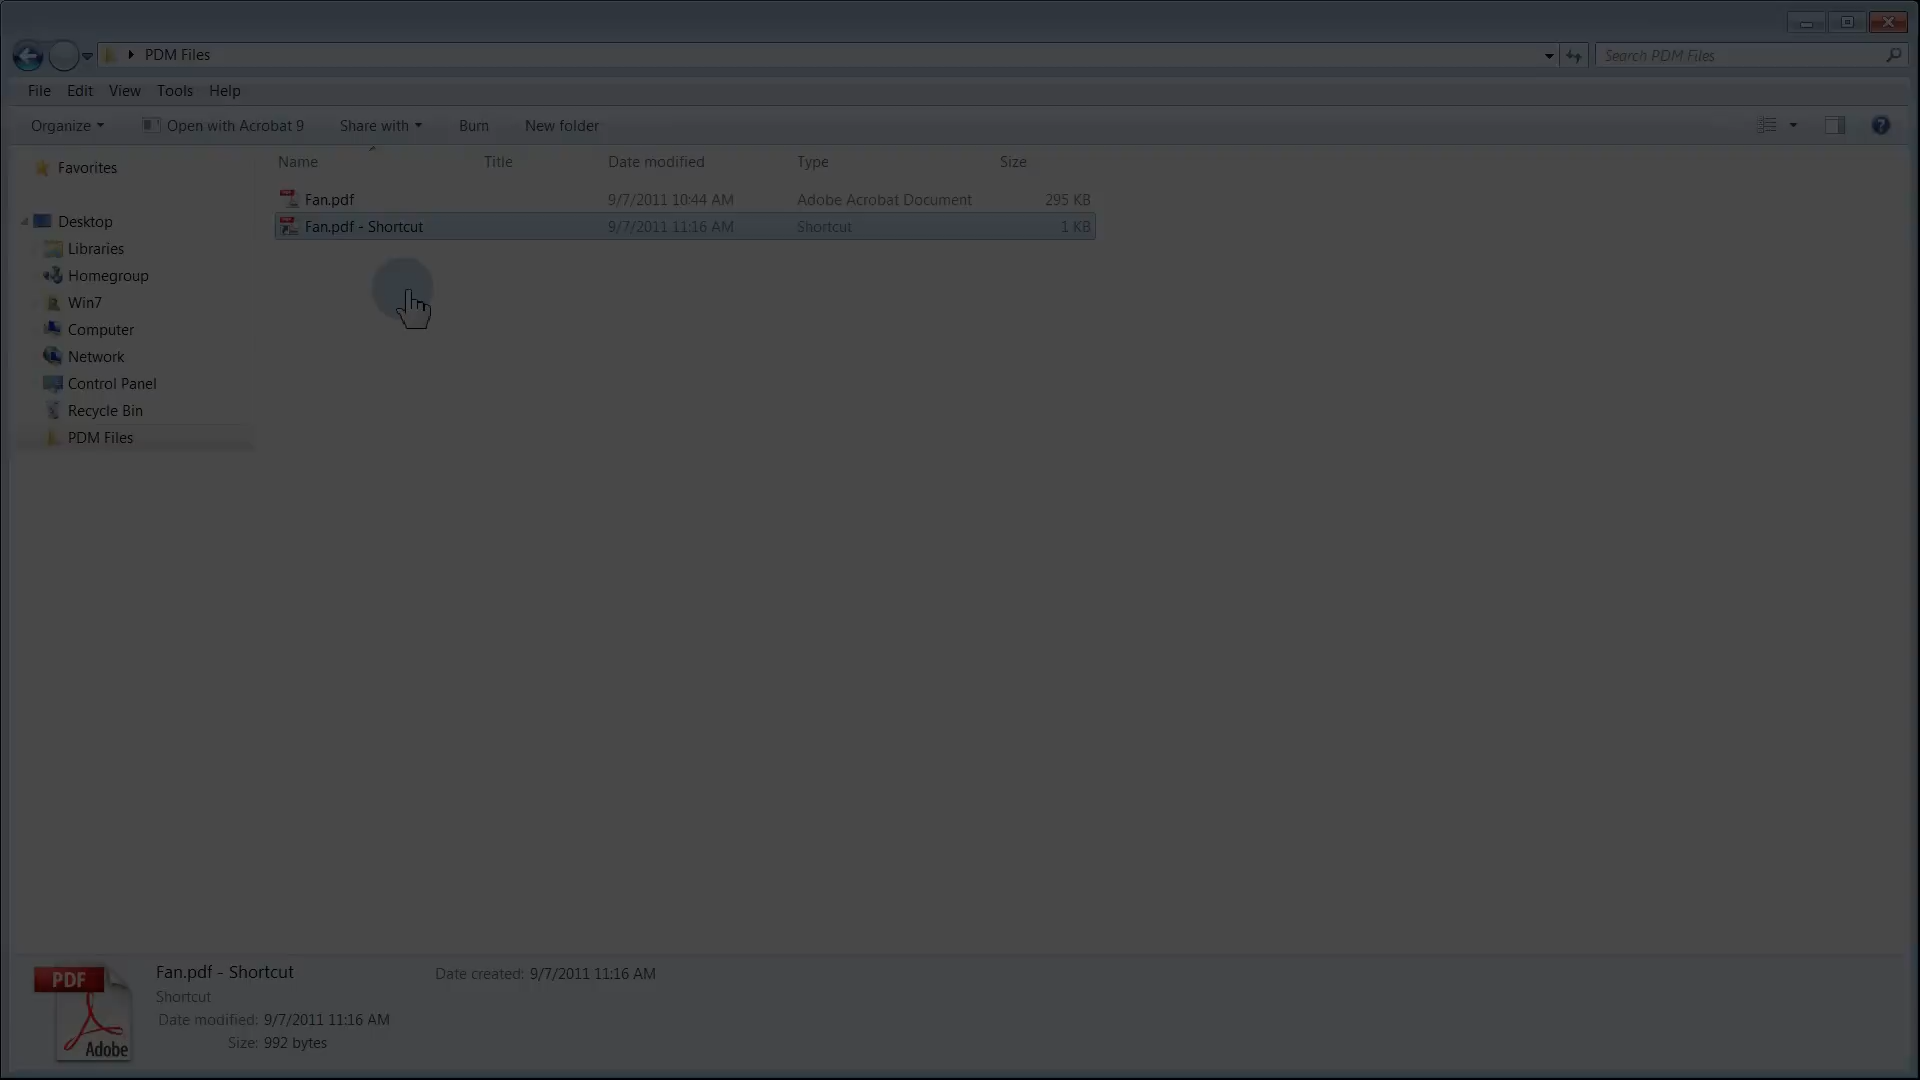 PDM Files
Search PDM Files
File Edit View Tools Help
Organize Open with Acrobat 9 Share with Burn New folder
Name Title Date modified Type Size
Favorites
Fan.pdf 9/7/2011 10:44 AM Adobe Acrobat Document 295 KB
Fan.pdf - Shortcut 9/7/2011 11:16 AM Shortcut 1 KB
Desktop
Libraries
Homegroup
Win7
Computer
Network
Control Panel
Recycle Bin
PDM Files
PDF
Adobe
Fan.pdf - Shortcut Date created: 9/7/2011 11:16 AM
Shortcut
Date modified: 9/7/2011 11:16 AM
Size: 992 bytes